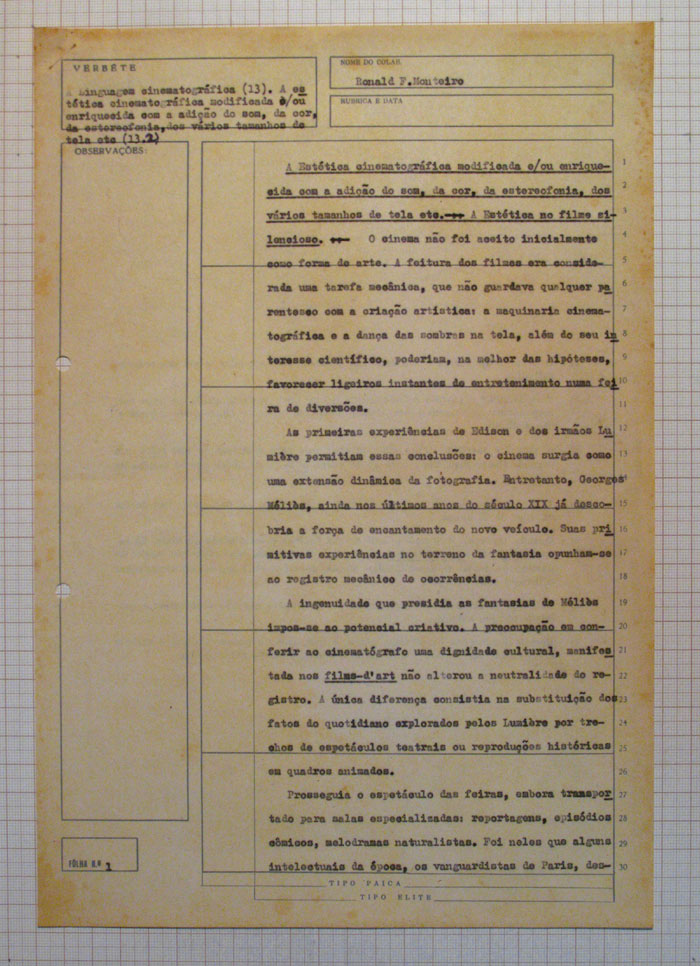 VERBÊTE
A Linguagem cinematográfica (13). A es
tética cinematográfica modificada e/ou
enriquecida com a adição do som, da cor,
da estereofonia, dos vários tamanhos de
tela etc (13.2)
NOME DO COLAB.
Ronald F. Monteiro
RUBRICA E DATA
OBSERVAÇÕES:
A Estética cinematográfica modificada e/ou enrique- 1
cida com a adição do som, da cor, da estereofonia, dos 2
vários tamanhos de tela etc. A Estética no filme si- 3
lencioso. O cinema não foi aceito inicialmente 4
como forma de arte. A feitura dos filmes era conside- 5
rada uma tarefa mecânica, que não guardava qualquer pa 6
rentesco com a criação artística: a maquinaria cinema- 7
tográfica e a dança das sombras na tela, além do seu in 8
teresse científico, poderiam, na melhor das hipóteses, 9
favorecer ligeiros instantes de entretenimento numa fei 10
ra de diversões. 11
As primeiras experiências de Edison e dos irmãos Lu 12
mière permitiam essas conclusões: o cinema surgia como 13
uma extensão dinâmica da fotografia. Entretanto, Georges
Méliès, ainda nos últimos anos do século XIX já desco- 15
bria a força de encantamento do novo veículo. Suas pri 16
mitivas experiências no terreno da fantasia opunham-se 17
ao registro mecânico de ocorrências. 18
A ingenuidade que presidia as fantasias de Méliès 19
impos-se ao potencial criativo. A preocupação em con- 20
ferir ao cinematógrafo uma dignidade cultural, manifes 21
tada nos films-d'art não alterou a neutralidade do re- 22
gistro. A única diferença consistia na substituição dos 23
fatos do quotidiano explorados pelos Lumière por tre- 24
chos de espetáculos teatrais ou reproduções históricas 25
em quadros animados. 26
Prosseguia o espetáculo das feiras, embora transpor 27
tado para salas especializadas: reportagens, episódios 28
cômicos, melodramas naturalistas. Foi neles que alguns 29
intelectuais da época, os vanguardistas de Paris, des- 30
FÔLHA N.º 1
TIPO PAICA
TIPO ELITE